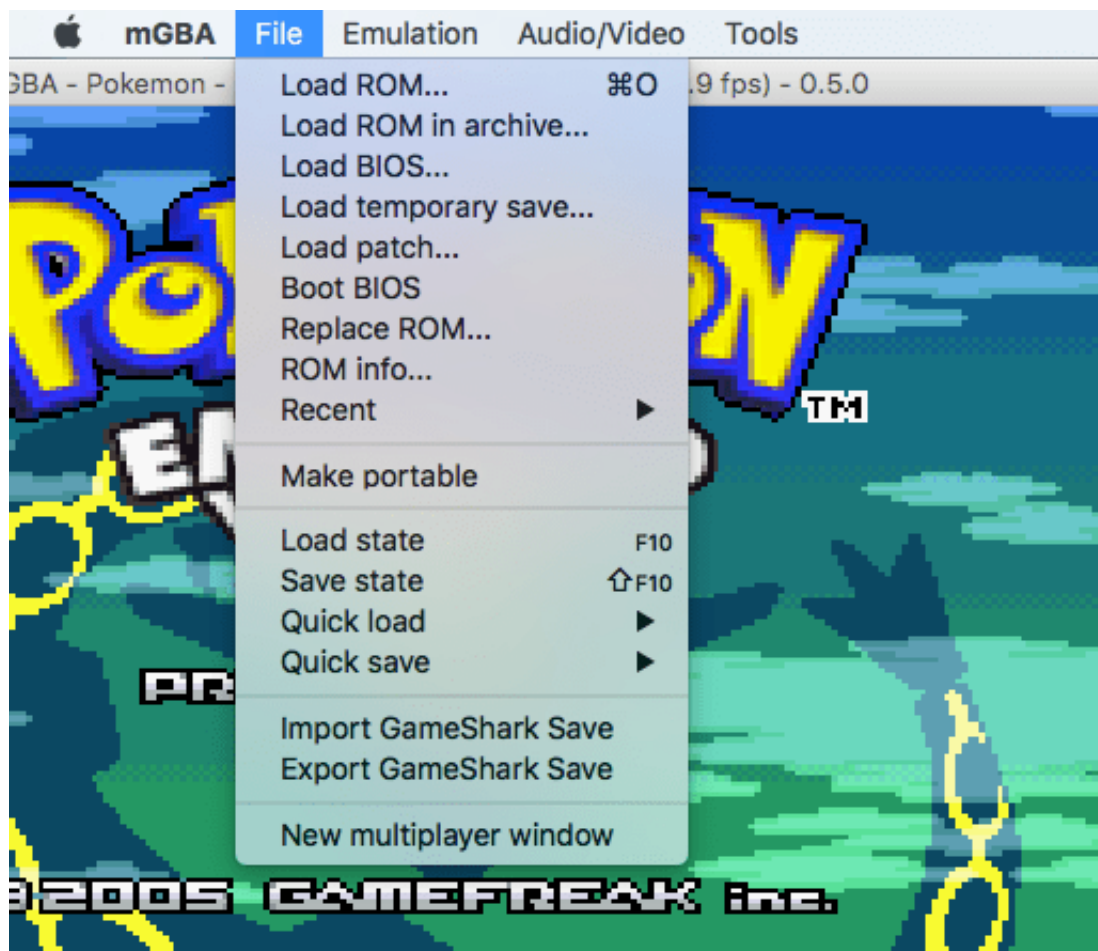 mGBA File Emulation Audio/Video Tools
GBA - Pokemon - .9 fps) - 0.5.0
Load ROM... ⌘O
Load ROM in archive...
Load BIOS...
Load temporary save...
Load patch...
Boot BIOS
Replace ROM...
ROM info...
Recent ▶
TM
Make portable
Load state F10
Save state ⇧F10
Quick load ▶
Quick save ▶
Import GameShark Save
Export GameShark Save
New multiplayer window
©2005 GAMEFREAK inc.